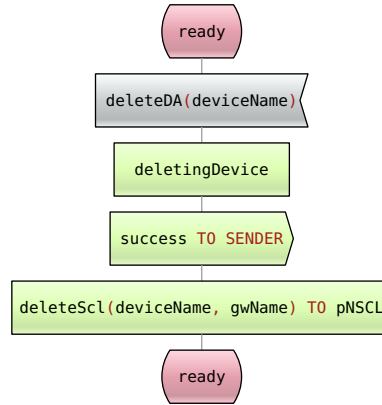 ready
deleteDA(deviceName)
deletingDevice
success TO SENDER
deleteScl(deviceName, gwName) TO pNSCL
ready